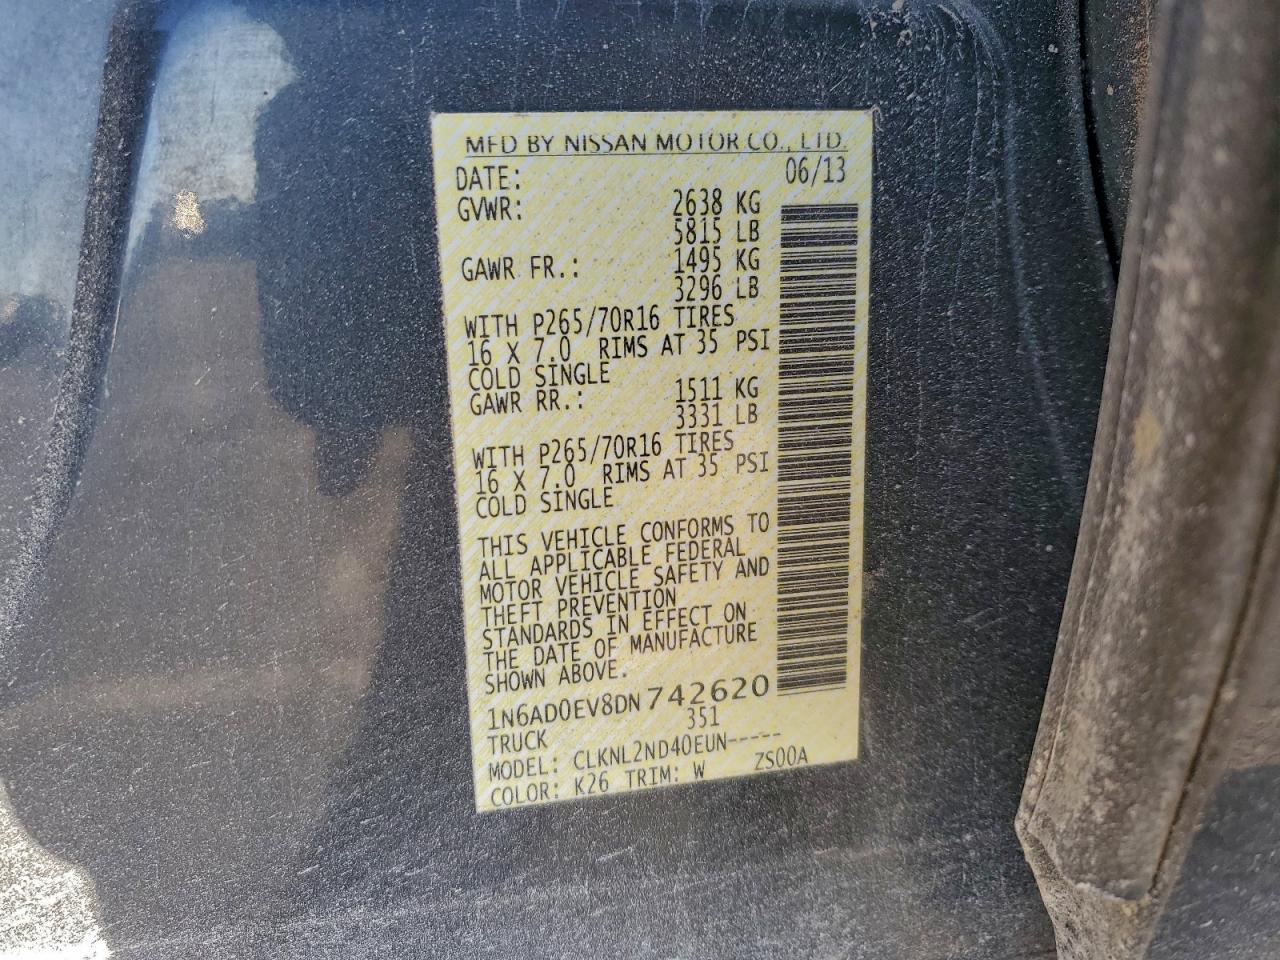 MFD BY NISSAN MOTOR CO., LTD.
DATE: 06/13
GVWR: 2638 KG
5815 LB
GAWR FR.: 1495 KG
3296 LB
WITH P265/70R16 TIRES
16 X 7.0 RIMS AT 35 PSI
COLD SINGLE
GAWR RR.: 1511 KG
3331 LB
WITH P265/70R16 TIRES
16 X 7.0 RIMS AT 35 PSI
COLD SINGLE
THIS VEHICLE CONFORMS TO
ALL APPLICABLE FEDERAL
MOTOR VEHICLE SAFETY AND
THEFT PREVENTION
STANDARDS IN EFFECT ON
THE DATE OF MANUFACTURE
SHOWN ABOVE.
1N6AD0EV8DN742620
TRUCK 351
MODEL: CLKNL2ND40EUN-----
COLOR: K26 TRIM: W ZS00A